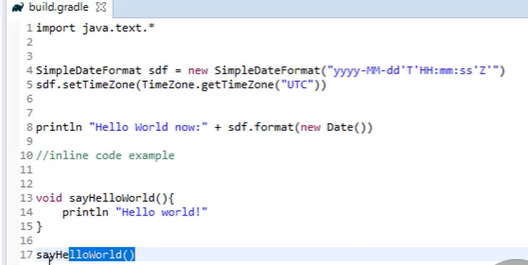 build.gradle
1 import java.text.*
2
3
4 SimpleDateFormat sdf = new SimpleDateFormat("yyyy-MM-dd'T'HH:mm:ss'Z'")
5 sdf.setTimeZone(TimeZone.getTimeZone("UTC"))
6
7
8 println "Hello World now:" + sdf.format(new Date())
9
10 //inline code example
11
12
13 void sayHelloWorld(){
14     println "Hello world!"
15 }
16
17 sayHelloWorld()